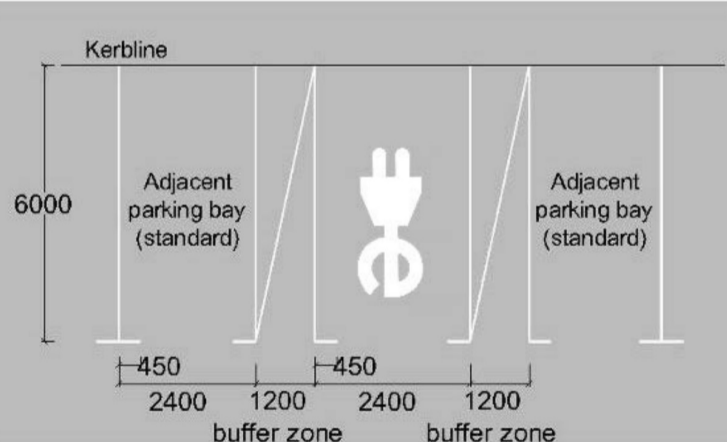 Kerbline
6000
Adjacent
parking bay
(standard)
Adjacent
parking bay
(standard)
450
450
2400
1200
2400
1200
buffer zone
buffer zone